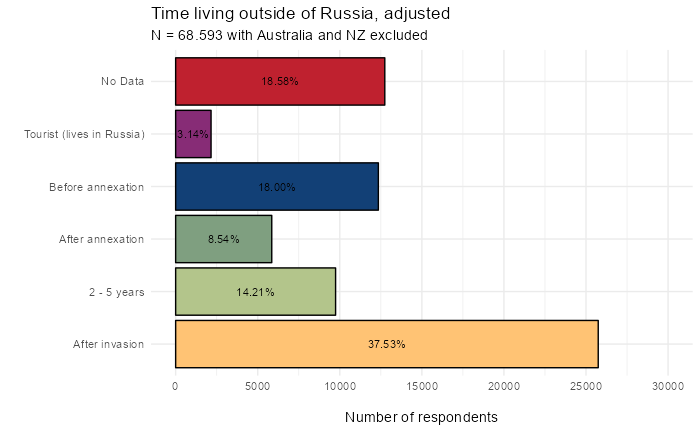 Time living outside of Russia, adjusted
N = 68.593 with Australia and NZ excluded
No Data
18.58%
Tourist (lives in Russia)
3.14%
Before annexation
18.00%
After annexation
8.54%
2 - 5 years
14.21%
After invasion
37.53%
0 5000 10000 15000 20000 25000 30000
Number of respondents